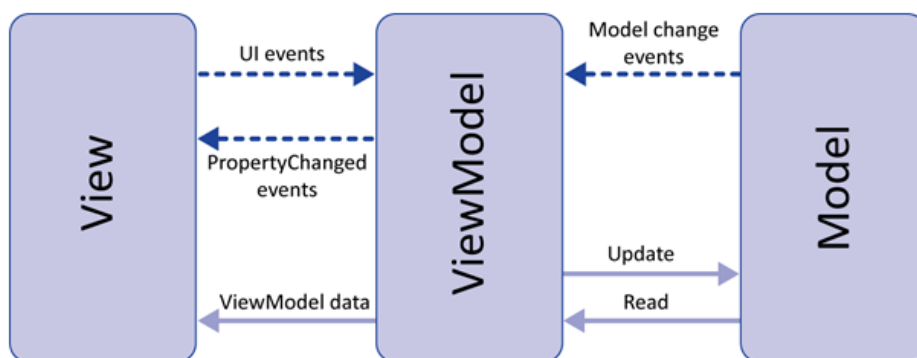 View
UI events
PropertyChanged
events
ViewModel data
ViewModel
Model change
events
Update
Read
Model